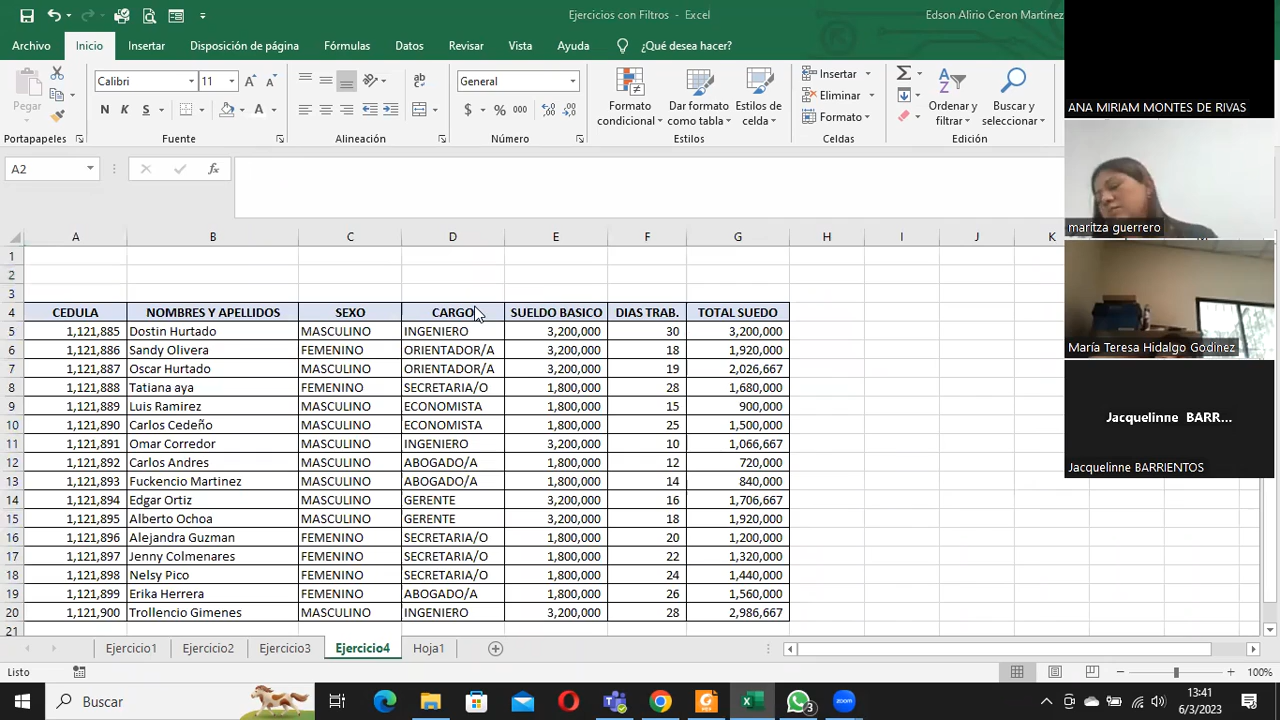 Ejercicios con Filtros - Excel
Edson Alirio Ceron Martinez
Archivo Inicio Insertar Disposición de página Fórmulas Datos Revisar Vista Ayuda ¿Qué desea hacer?
Pegar
Calibri 11
N K S
General
$ % 000
Formato condicional
Dar formato como tabla
Estilos de celda
Insertar
Eliminar
Formato
Ordenar y filtrar
Buscar y seleccionar
Portapapeles Fuente Alineación Número Estilos Celdas Edición
A2
fx
A B C D E F G H I J K
1
2
3
4 CEDULA NOMBRES Y APELLIDOS SEXO CARGO SUELDO BASICO DIAS TRAB. TOTAL SUEDO
5 1,121,885 Dostin Hurtado MASCULINO INGENIERO 3,200,000 30 3,200,000
6 1,121,886 Sandy Olivera FEMENINO ORIENTADOR/A 3,200,000 18 1,920,000
7 1,121,887 Oscar Hurtado MASCULINO ORIENTADOR/A 3,200,000 19 2,026,667
8 1,121,888 Tatiana aya FEMENINO SECRETARIA/O 1,800,000 28 1,680,000
9 1,121,889 Luis Ramirez MASCULINO ECONOMISTA 1,800,000 15 900,000
10 1,121,890 Carlos Cedeño MASCULINO ECONOMISTA 1,800,000 25 1,500,000
11 1,121,891 Omar Corredor MASCULINO INGENIERO 3,200,000 10 1,066,667
12 1,121,892 Carlos Andres MASCULINO ABOGADO/A 1,800,000 12 720,000
13 1,121,893 Fuckencio Martinez MASCULINO ABOGADO/A 1,800,000 14 840,000
14 1,121,894 Edgar Ortiz MASCULINO GERENTE 3,200,000 16 1,706,667
15 1,121,895 Alberto Ochoa MASCULINO GERENTE 3,200,000 18 1,920,000
16 1,121,896 Alejandra Guzman FEMENINO SECRETARIA/O 1,800,000 20 1,200,000
17 1,121,897 Jenny Colmenares FEMENINO SECRETARIA/O 1,800,000 22 1,320,000
18 1,121,898 Nelsy Pico FEMENINO SECRETARIA/O 1,800,000 24 1,440,000
19 1,121,899 Erika Herrera FEMENINO ABOGADO/A 1,800,000 26 1,560,000
20 1,121,900 Trollencio Gimenes MASCULINO INGENIERO 3,200,000 28 2,986,667
21
Ejercicio1 Ejercicio2 Ejercicio3 Ejercicio4 Hoja1
Listo
100%
Buscar
3
13:41
6/3/2023
ANA MIRIAM MONTES DE RIVAS
maritza guerrero
María Teresa Hidalgo Godinez
Jacquelinne BARR...
Jacquelinne BARRIENTOS